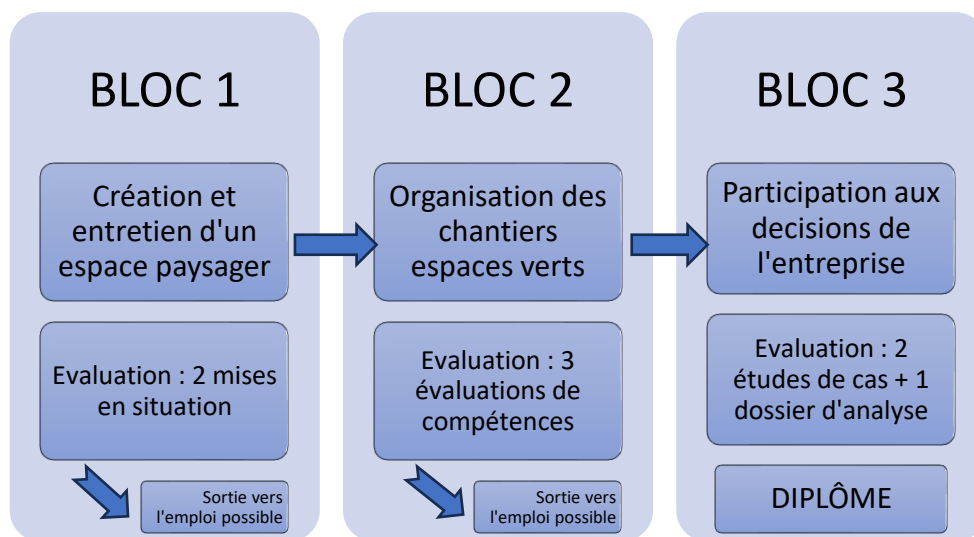 BLOC 1
Création et
entretien d'un
espace paysager
Evaluation : 2 mises
en situation
Sortie vers
l'emploi possible
BLOC 2
Organisation des
chantiers
espaces verts
Evaluation : 3
évaluations de
compétences
Sortie vers
l'emploi possible
BLOC 3
Participation aux
decisions de
l'entreprise
Evaluation : 2
études de cas + 1
dossier d'analyse
DIPLÔME